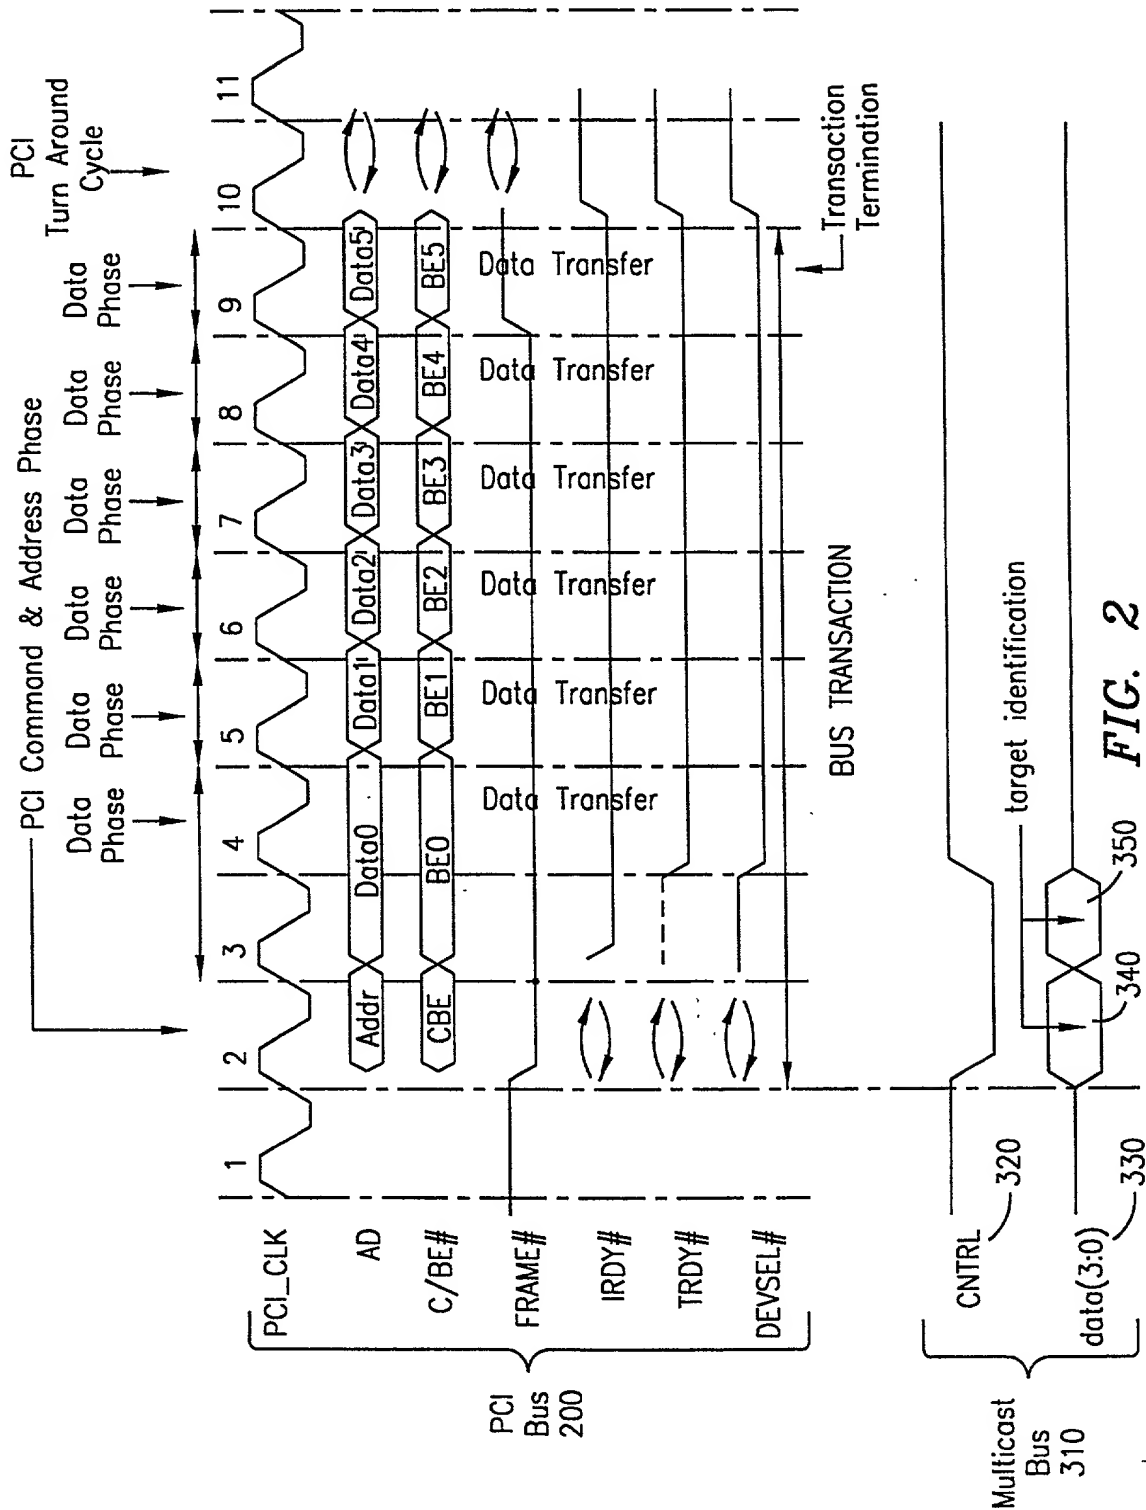 PCI Command & Address Phase
Data
Phase
Data
Phase
Data
Phase
Data
Phase
Data
Phase
Data
Phase
PCI
Turn Around
Cycle
1
2
3
4
5
6
7
8
9
10
11
PCI_CLK
AD
Addr
Data0
Data1
Data2
Data3
Data4
Data5
C/BE#
CBE
BE0
BE1
BE2
BE3
BE4
BE5
FRAME#
Data Transfer
Data Transfer
Data Transfer
Data Transfer
Data Transfer
Data Transfer
IRDY#
TRDY#
DEVSEL#
PCI
Bus
200
BUS TRANSACTION
Transaction
Termination
CNTRL
320
target identification
data(3:0)
330
340
350
Multicast
Bus
310
FIG. 2